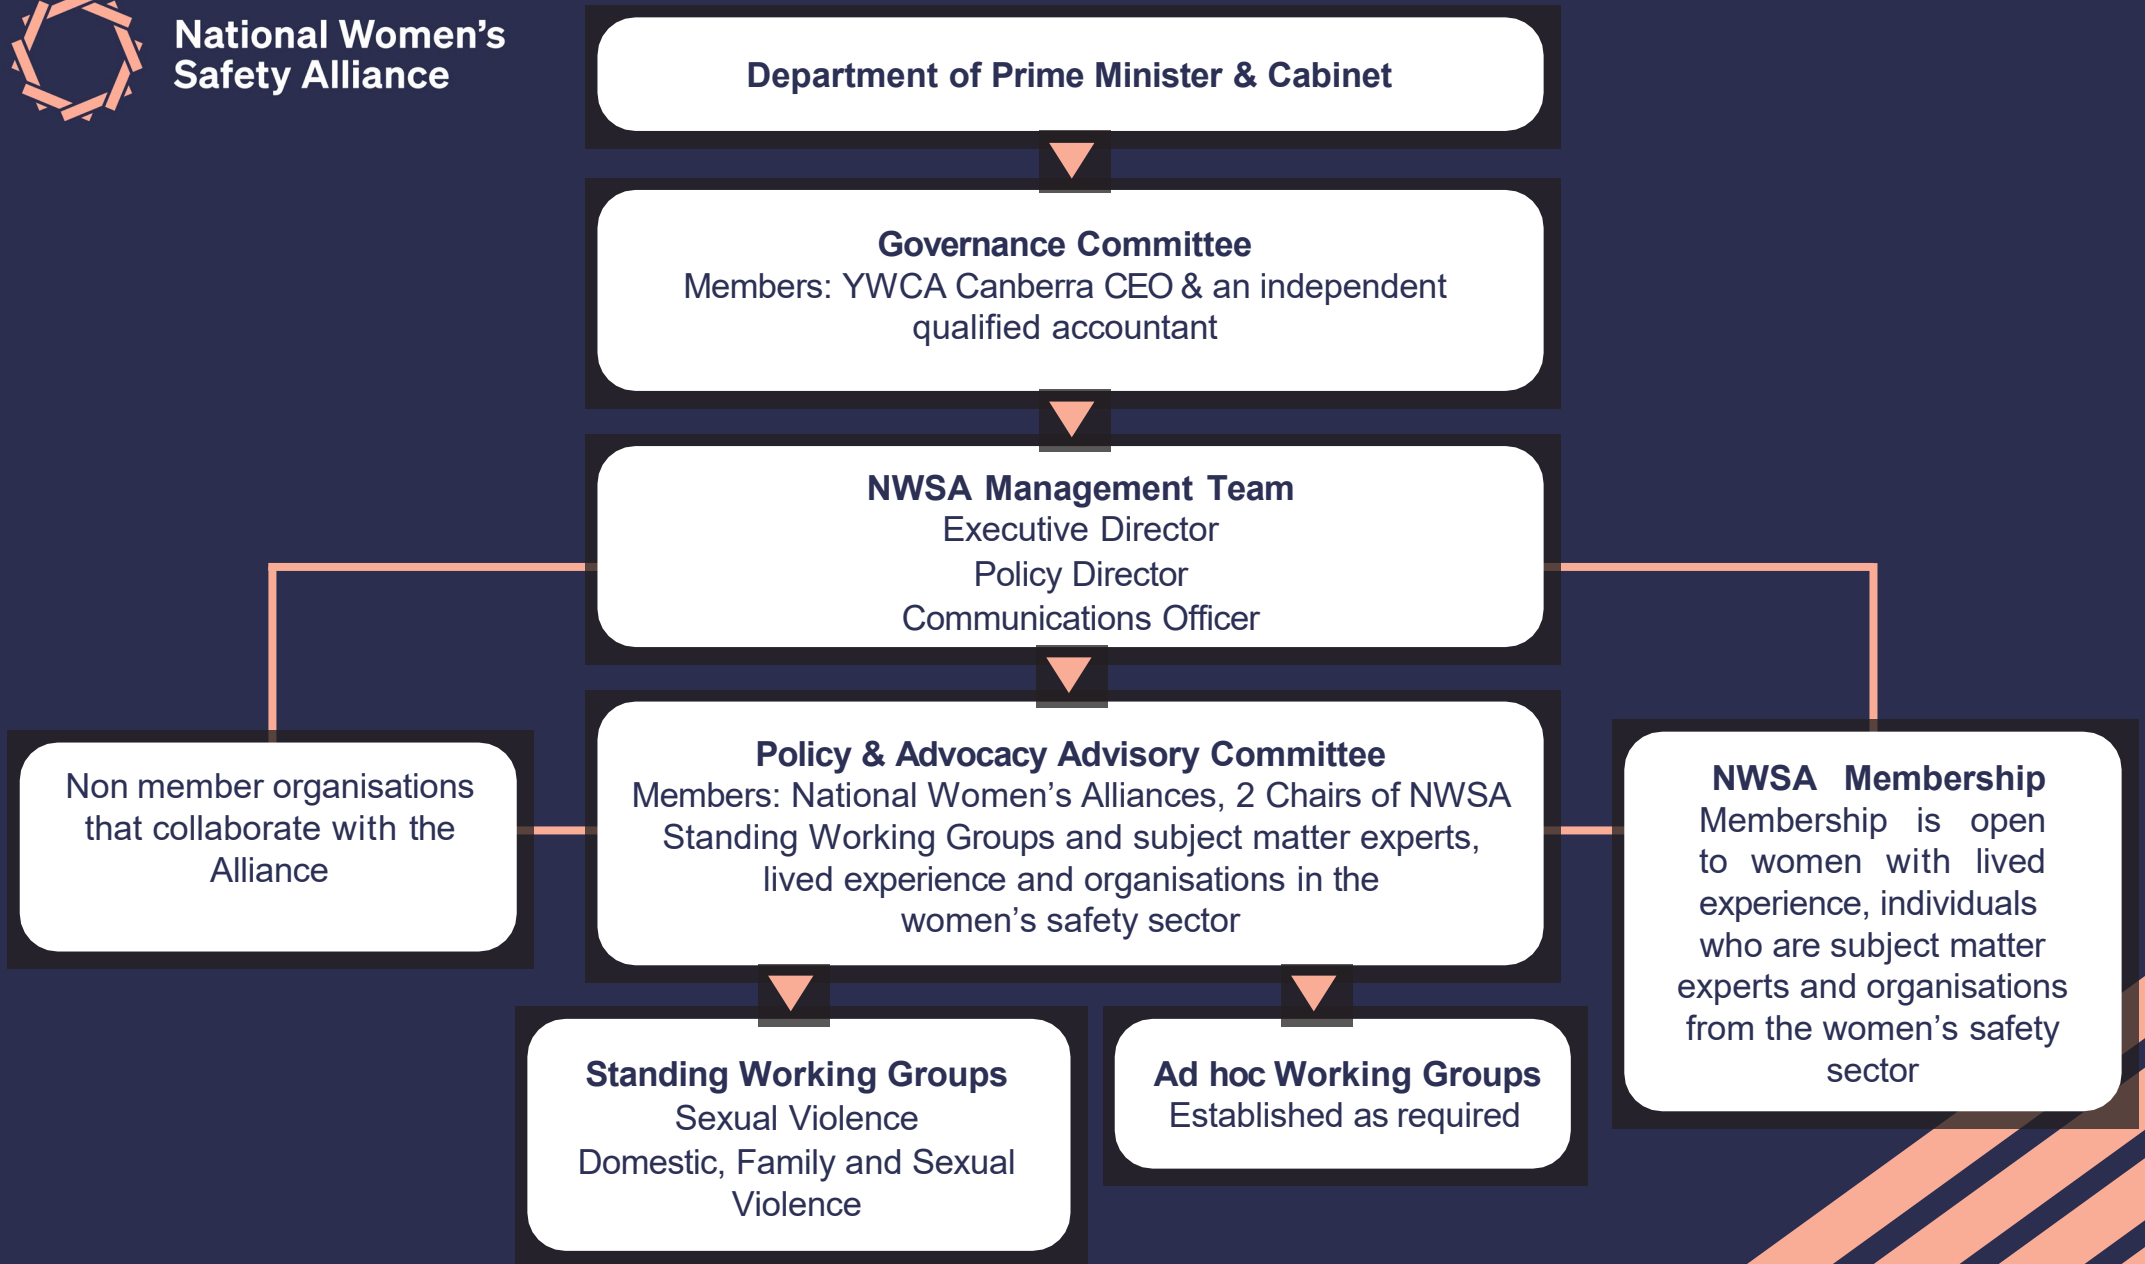 National Women's
Safety Alliance
Department of Prime Minister & Cabinet
Governance Committee
Members: YWCA Canberra CEO & an independent
qualified accountant
NWSA Management Team
Executive Director
Policy Director
Communications Officer
Non member organisations
that collaborate with the
Alliance
Policy & Advocacy Advisory Committee
Members: National Women’s Alliances, 2 Chairs of NWSA
Standing Working Groups and subject matter experts,
lived experience and organisations in the
women’s safety sector
NWSA Membership
Membership is open
to women with lived
experience, individuals
who are subject matter
experts and organisations
from the women’s safety
sector
Standing Working Groups
Sexual Violence
Domestic, Family and Sexual
Violence
Ad hoc Working Groups
Established as required